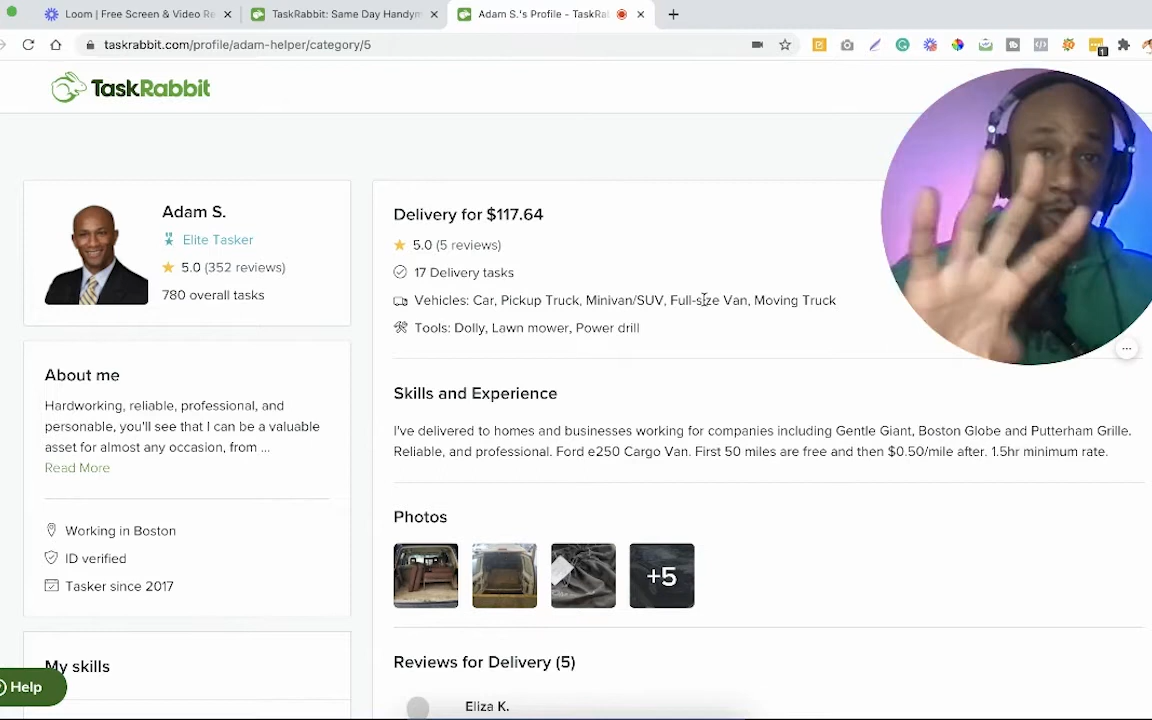 Loom | Free Screen & Video Re
TaskRabbit: Same Day Handym
Adam S.'s Profile - TaskRa
taskrabbit.com/profile/adam-helper/category/5
1
TaskRabbit
Adam S.
Elite Tasker
5.0 (352 reviews)
780 overall tasks
About me
Hardworking, reliable, professional, and
personable, you'll see that I can be a valuable
asset for almost any occasion, from ...
Read More
Working in Boston
ID verified
Tasker since 2017
My skills
Help
Delivery for $117.64
5.0 (5 reviews)
17 Delivery tasks
Vehicles: Car, Pickup Truck, Minivan/SUV, Full-size Van, Moving Truck
Tools: Dolly, Lawn mower, Power drill
Skills and Experience
I've delivered to homes and businesses working for companies including Gentle Giant, Boston Globe and Putterham Grille.
Reliable, and professional. Ford e250 Cargo Van. First 50 miles are free and then $0.50/mile after. 1.5hr minimum rate.
Photos
+5
Reviews for Delivery (5)
Eliza K.